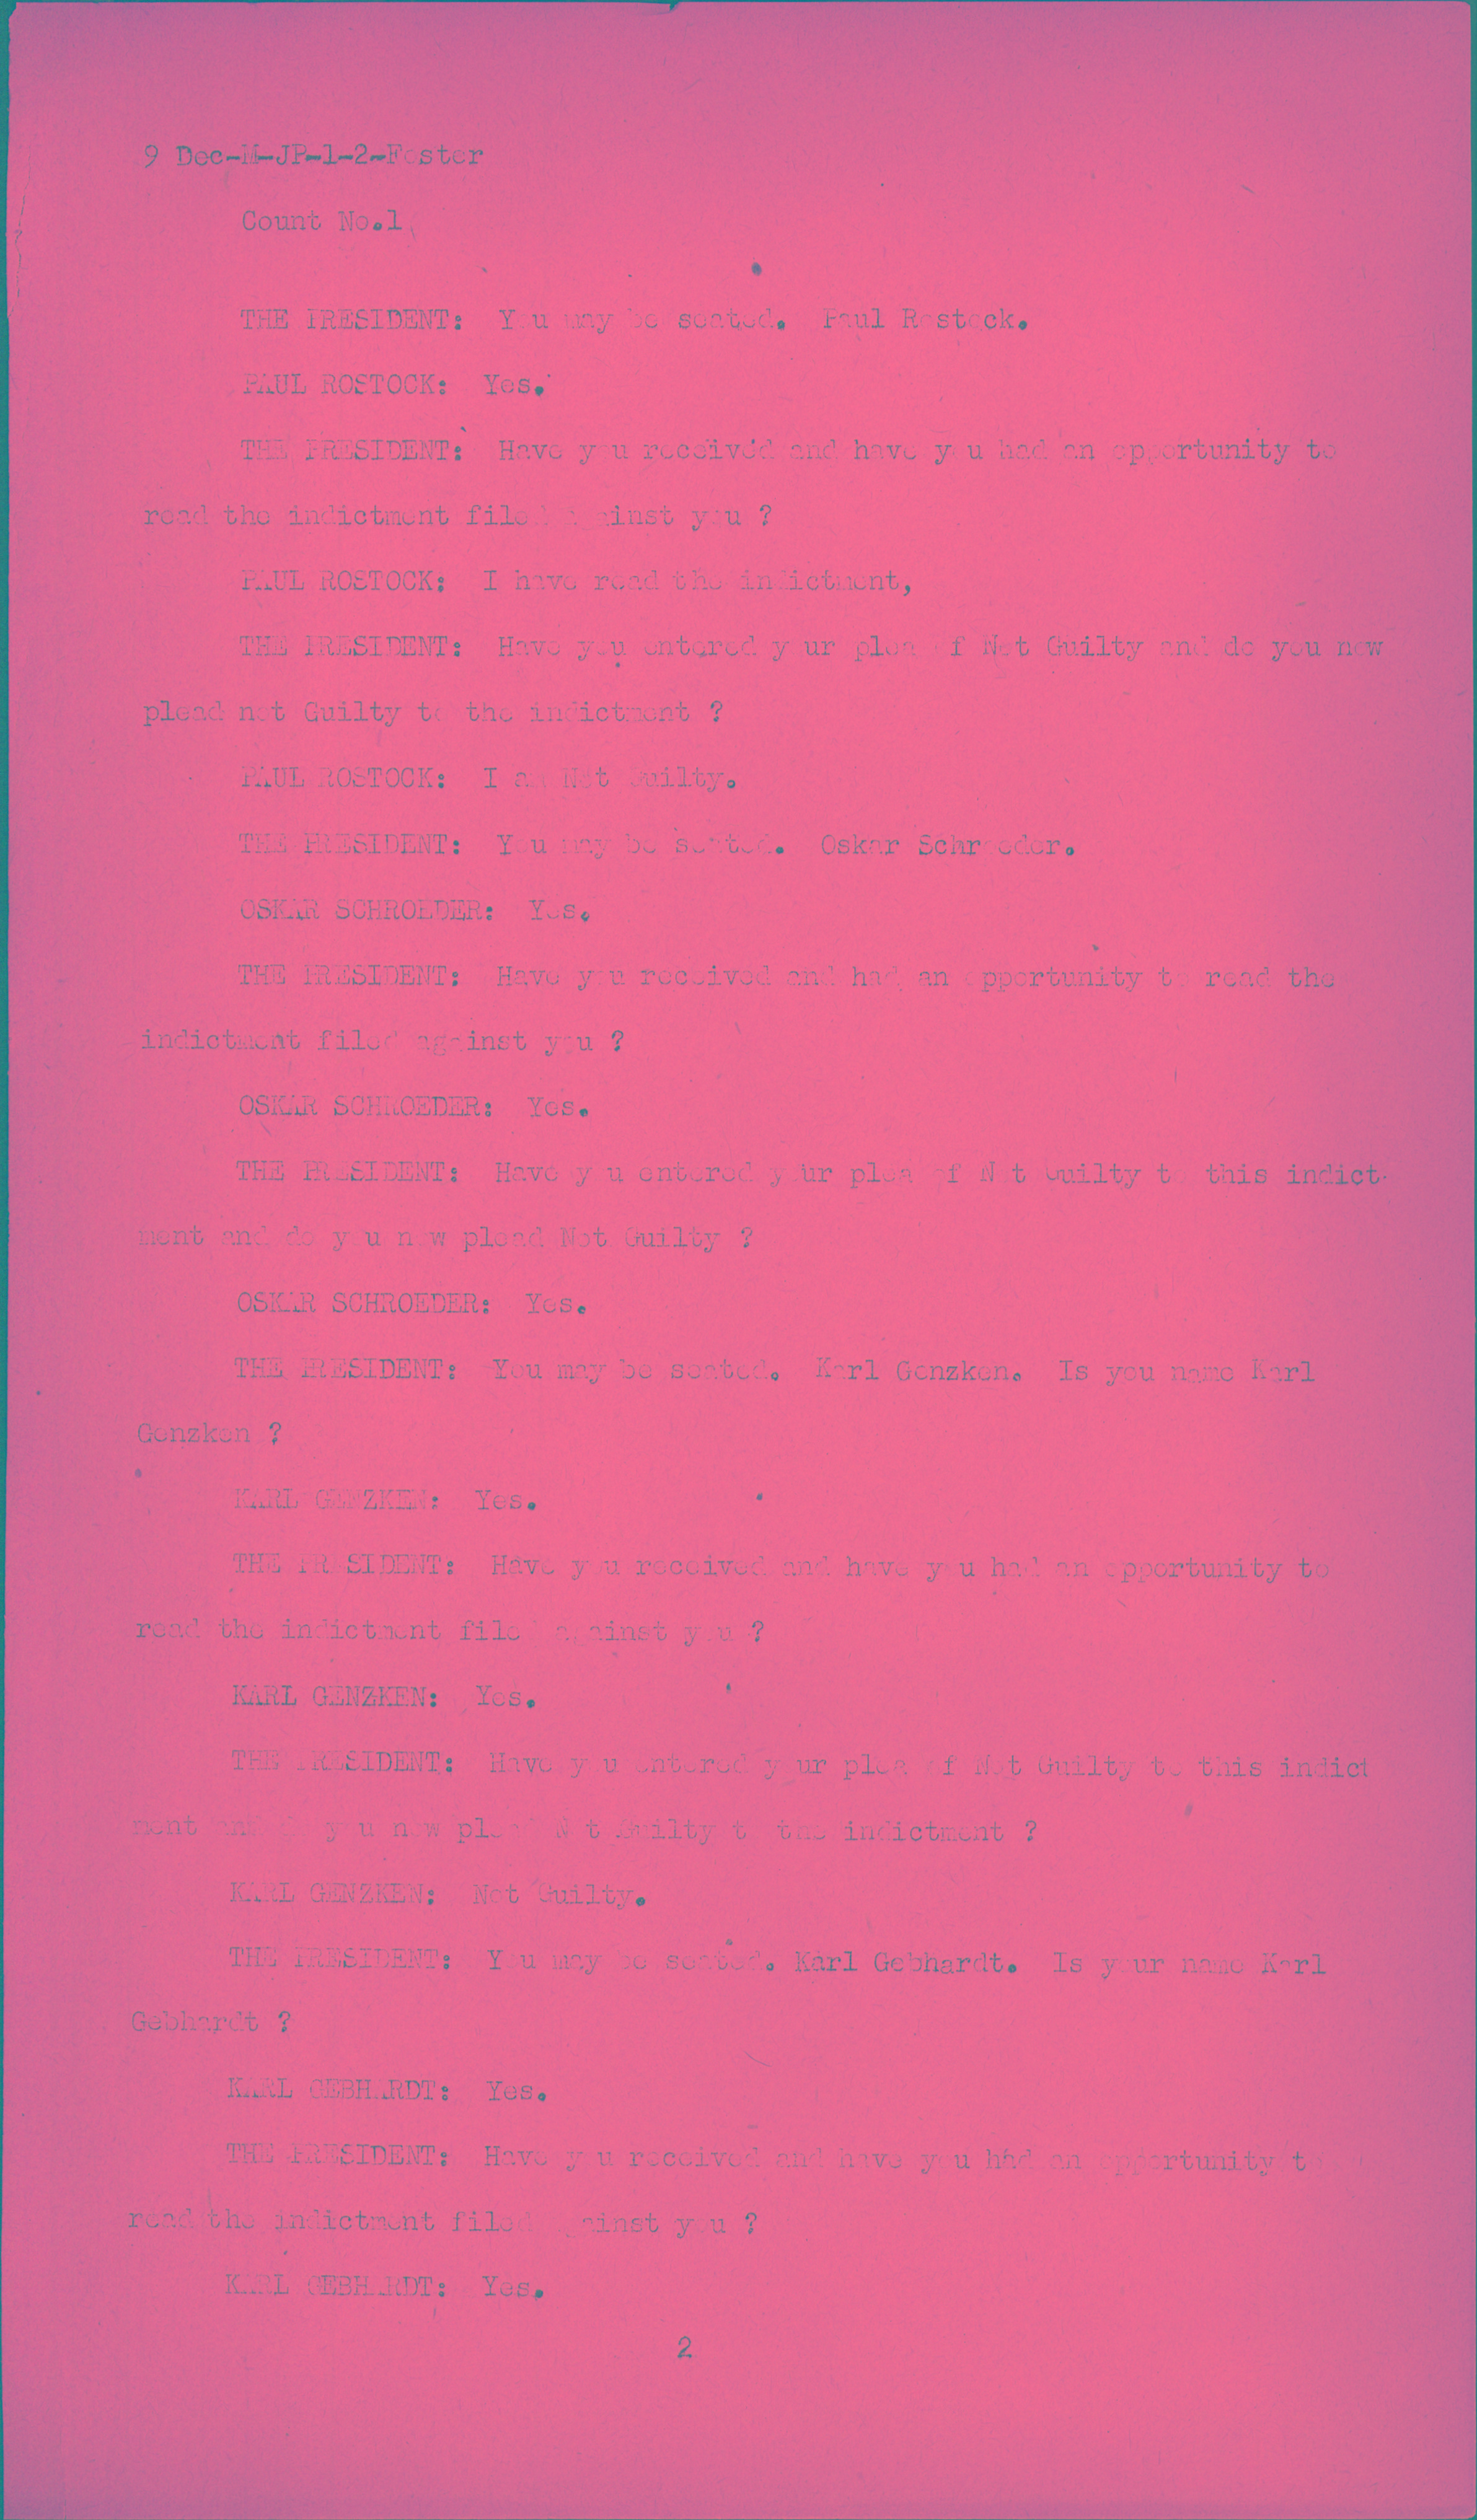 9 Dec-M-JP-1-2-Foster
Count No.1
THE PRESIDENT: You may be seated. Paul Rostock.
PAUL ROSTOCK: Yes.
THE PRESIDENT: Have you received and have you had an opportunity to
read the indictment filed against you ?
PAUL ROSTOCK: I have read the indictment,
THE PRESIDENT: Have you entered your plea of Not Guilty and do you now
plead not Guilty to the indictment ?
PAUL ROSTOCK: I am Not Guilty.
THE PRESIDENT: You may be seated. Oskar Schroeder.
OSKAR SCHROEDER: Yes.
THE PRESIDENT: Have you received and had an opportunity to read the
indictment filed against you ?
OSKAR SCHROEDER: Yes.
THE PRESIDENT: Have you entered your plea of Not Guilty to this indict-
ment and do you now plead Not Guilty ?
OSKAR SCHROEDER: Yes.
THE PRESIDENT: You may be seated. Karl Genzken. Is you name Karl
Genzken ?
KARL GENZKEN: Yes.
THE PRESIDENT: Have you received and have you had an opportunity to
read the indictment filed against you ?
KARL GENZKEN: Yes.
THE PRESIDENT: Have you entered your plea of Not Guilty to this indict
ment and do you now plead Not Guilty to the indictment ?
KARL GENZKEN: Not Guilty.
THE PRESIDENT: You may be seated. Karl Gebhardt. Is your name Karl
Gebhardt ?
KARL GEBHARDT: Yes.
THE PRESIDENT: Have you received and have you had an opportunity to
read the indictment filed against you ?
KARL GEBHARDT: Yes.
2